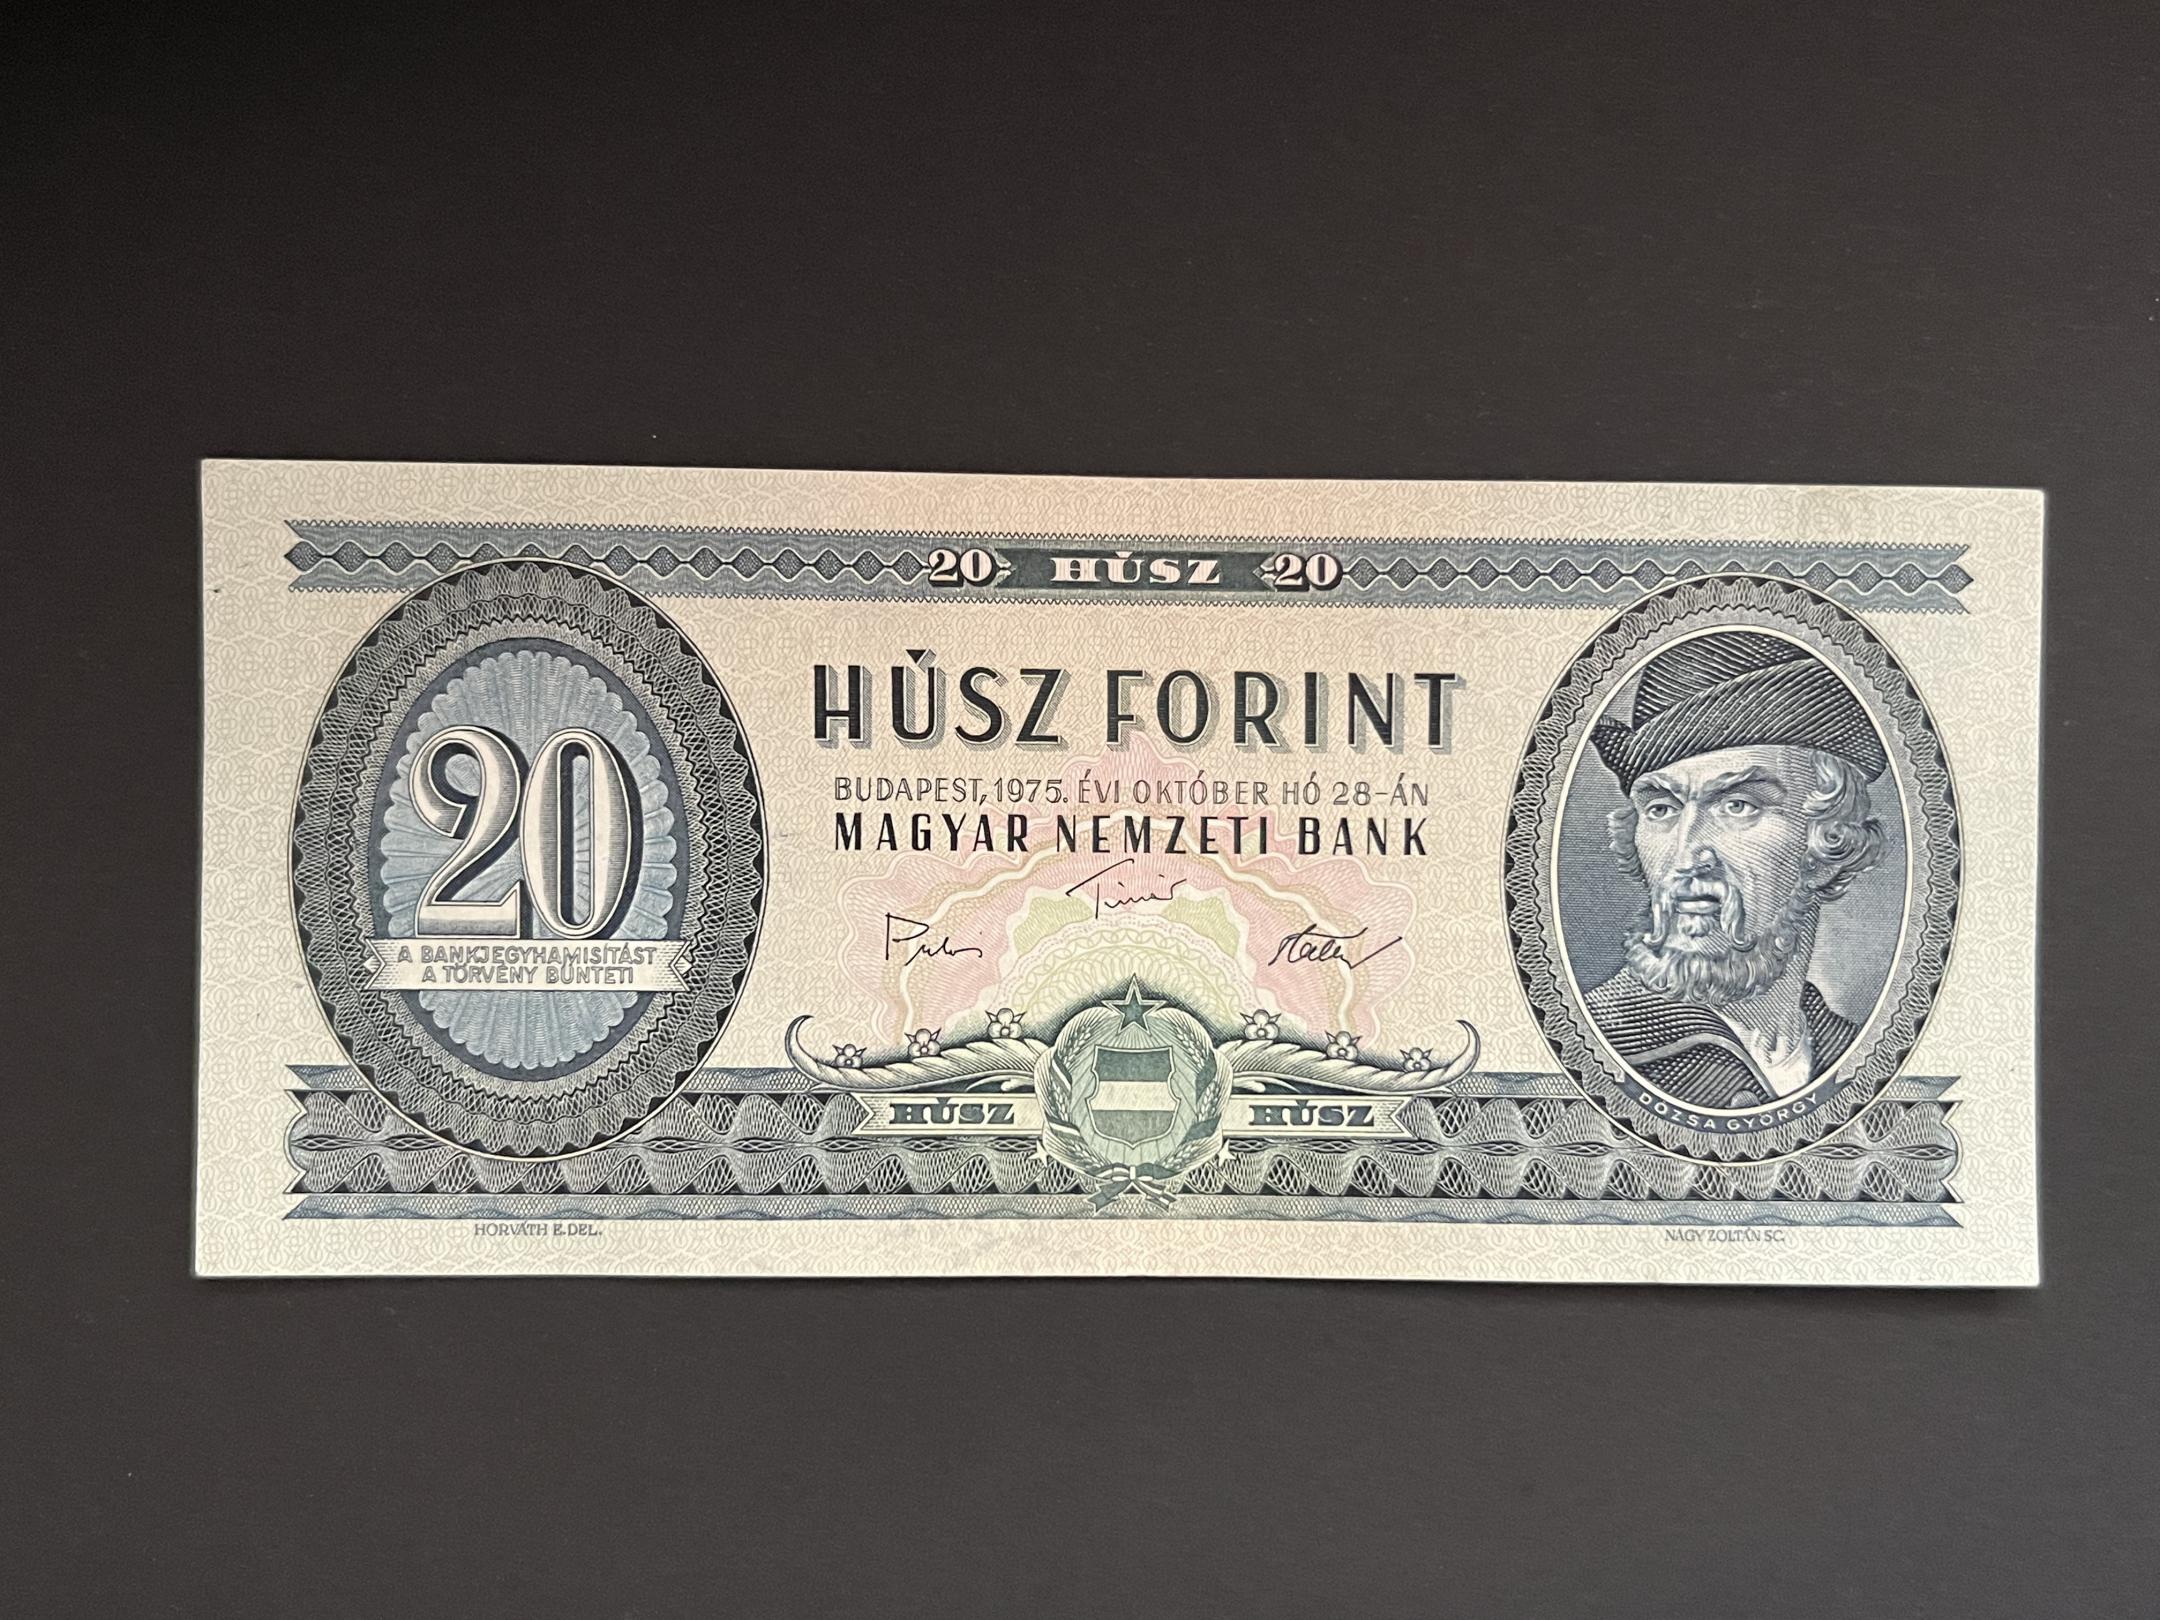 20 HÚSZ 20
HÚSZ FORINT
BUDAPEST, 1975. ÉVI OKTÓBER HÓ 28-ÁN
MAGYAR NEMZETI BANK
20
A BANKJEGYHAMISÍTÁST
A TÖRVÉNY BÜNTETI
HÚSZ HÚSZ
DÓZSA GYÖRGY
HORVÁTH E. DEL.
NAGY ZOLTÁN SC.